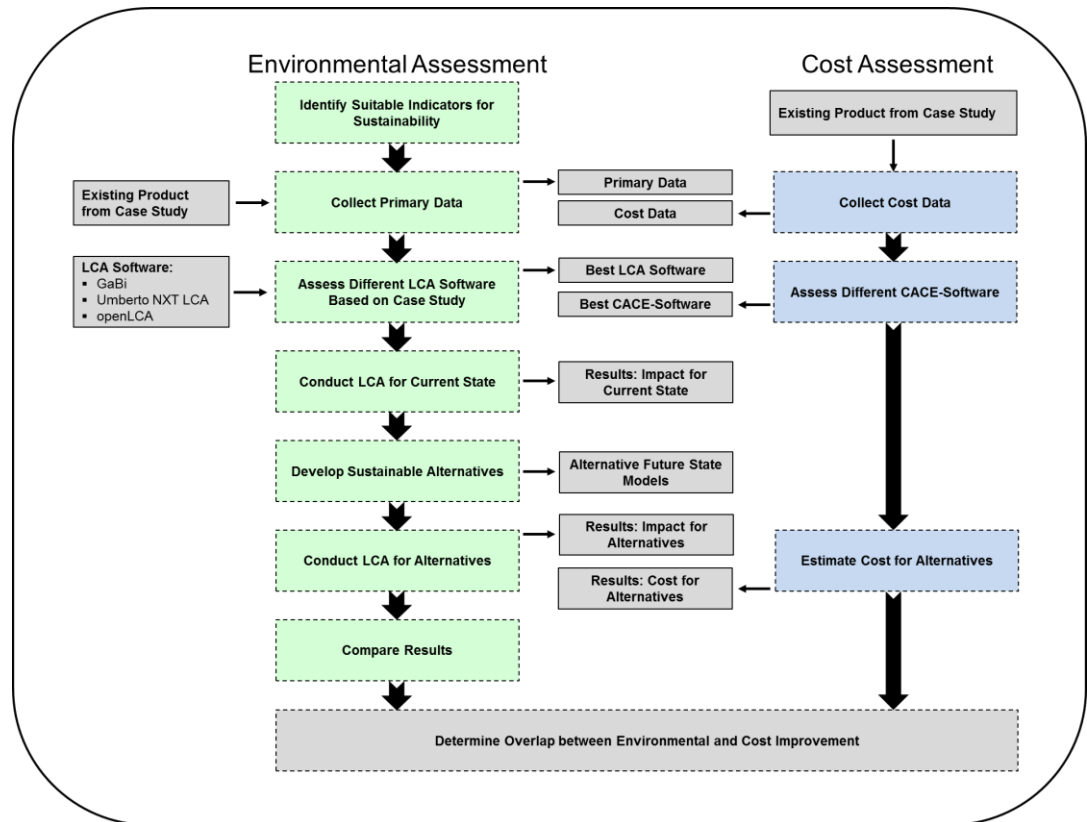 Environmental Assessment
Cost Assessment
Identify Suitable Indicators for
Sustainability
Existing Product from Case Study
Existing Product
from Case Study
Collect Primary Data
Primary Data
Cost Data
Collect Cost Data
LCA Software:
▪ GaBi
▪ Umberto NXT LCA
▪ openLCA
Assess Different LCA Software
Based on Case Study
Best LCA Software
Best CACE-Software
Assess Different CACE-Software
Conduct LCA for Current State
Results: Impact for
Current State
Develop Sustainable Alternatives
Alternative Future State
Models
Conduct LCA for Alternatives
Results: Impact for
Alternatives
Results: Cost for
Alternatives
Estimate Cost for Alternatives
Compare Results
Determine Overlap between Environmental and Cost Improvement